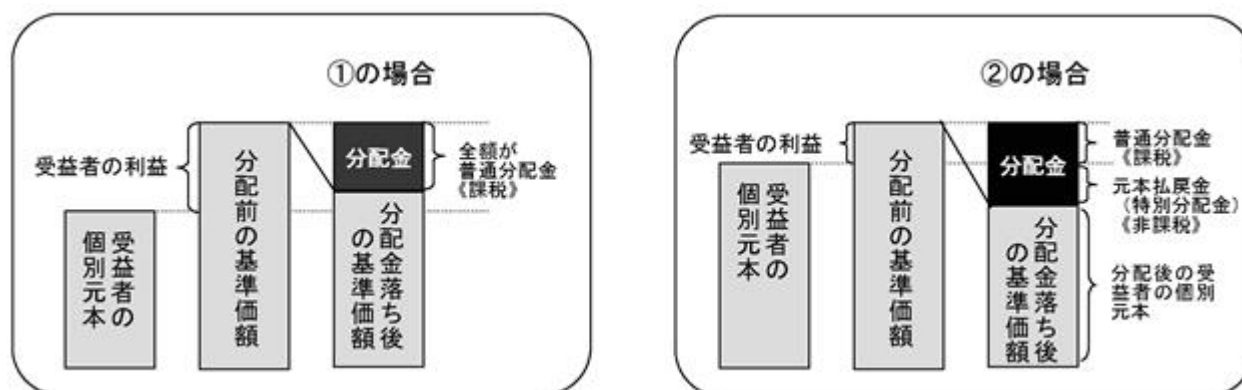 ①の場合
受益者の利益
受益者の
個別元本
分配前の基準価額
分配金
分配金落ち後
の基準価額
全額が
普通分配金
《課税》
②の場合
受益者の利益
受益者の
個別元本
分配前の基準価額
分配金
分配金落ち後
の基準価額
普通分配金
《課税》
元本払戻金
(特別分配金)
《非課税》
分配後の受
益者の個別
元本